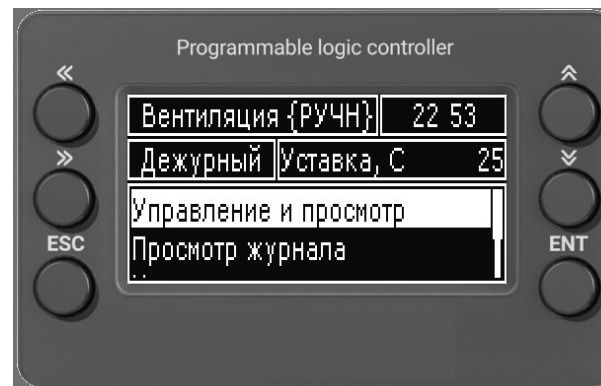 Programmable logic controller
« 
Вентиляция {РУЧН} 22 53
»
Дежурный Уставка, С 25
Управление и просмотр
ESC Просмотр журнала ENT